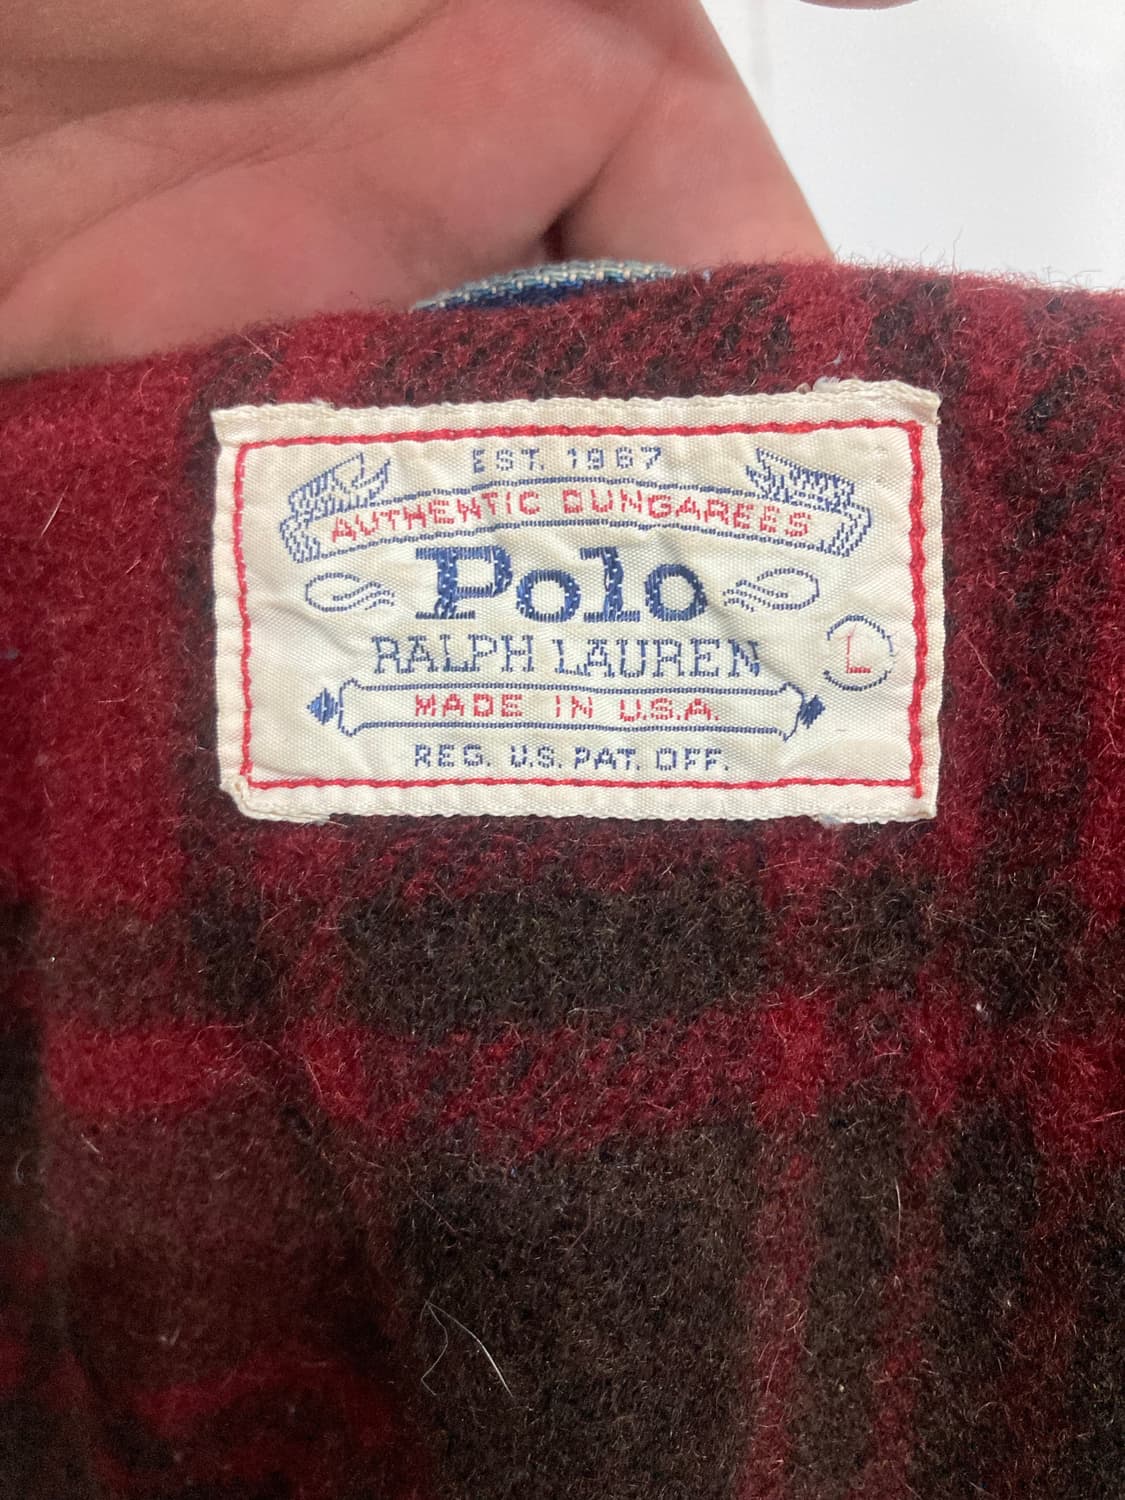 EST. 1967
AUTHENTIC DUNGAREES
Polo
RALPH LAUREN
L
MADE IN U.S.A.
REG. U.S. PAT. OFF.